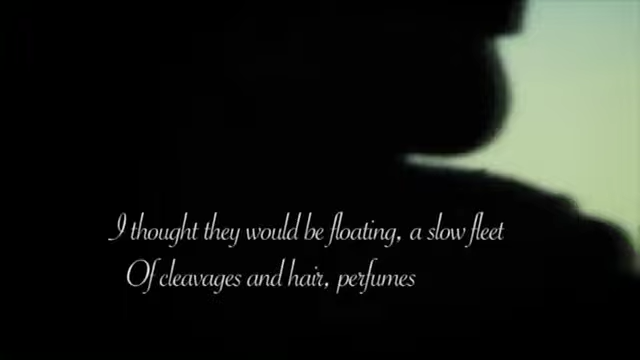 I thought they would be floating, a slow fleet
Of cleavages and hair, perfumes